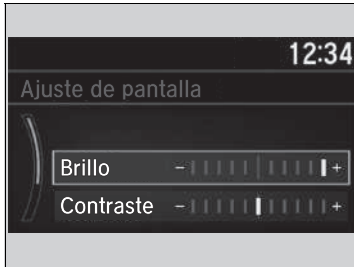 12:34
Ajuste de pantalla
Brillo - +
Contraste - +